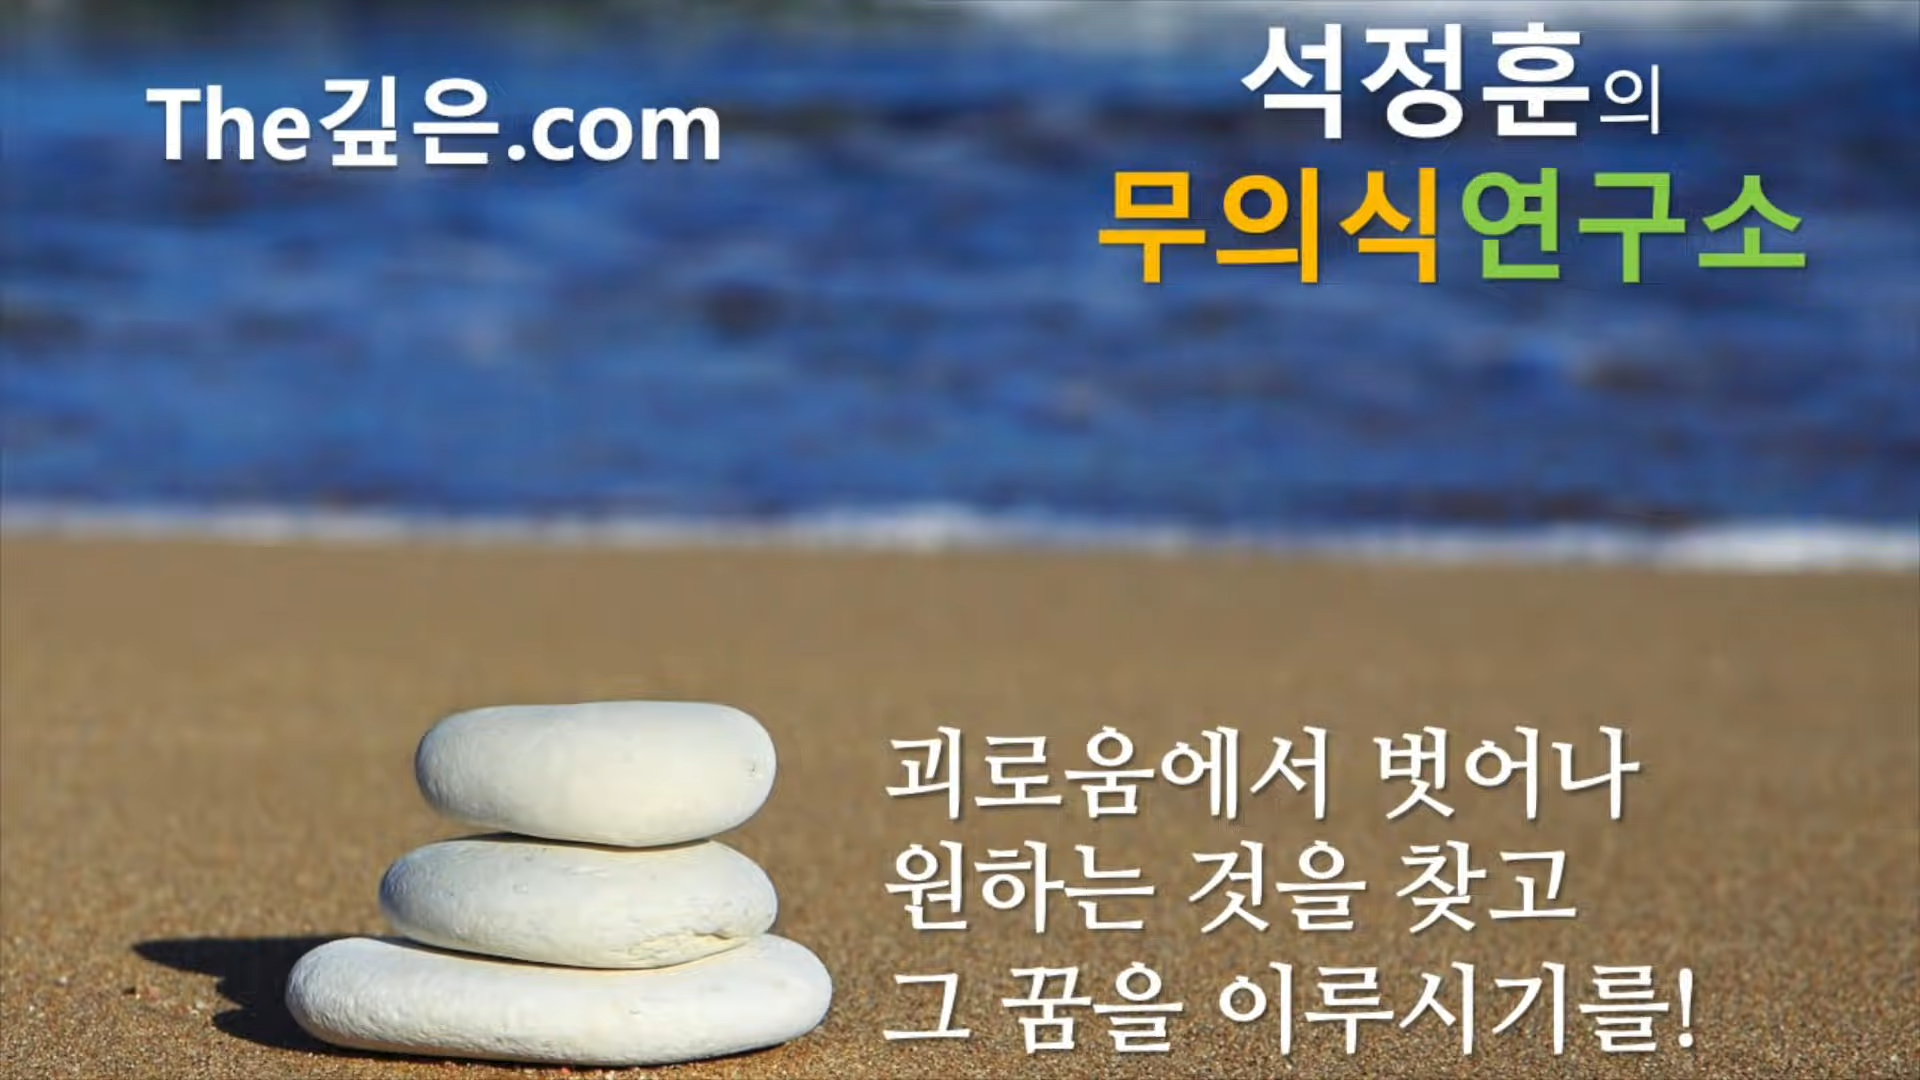 The깊은.com
석정훈의
무의식연구소
괴로움에서 벗어나
원하는 것을 찾고
그 꿈을 이루시기를!